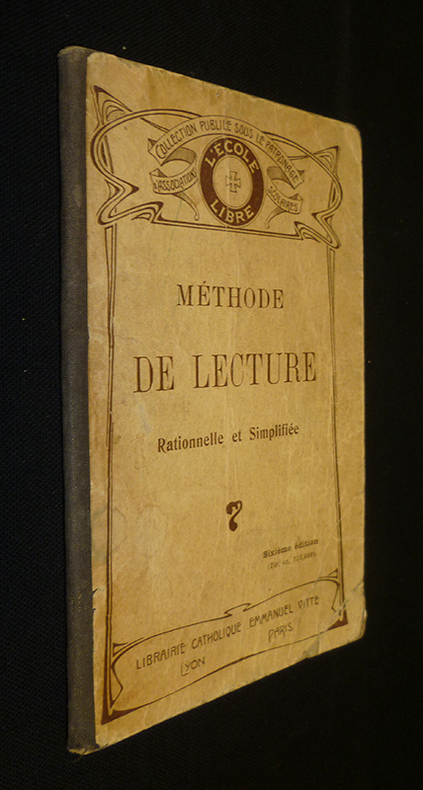 COLLECTION PUBLIÉE SOUS LE PATRONAGE
D'ASSOCIATIONS SCOLAIRES
L'ÉCOLE
LIBRE
MÉTHODE
DE LECTURE
Rationnelle et Simplifiée
Sixième édition
LIBRAIRIE CATHOLIQUE EMMANUEL VITTE
LYON PARIS